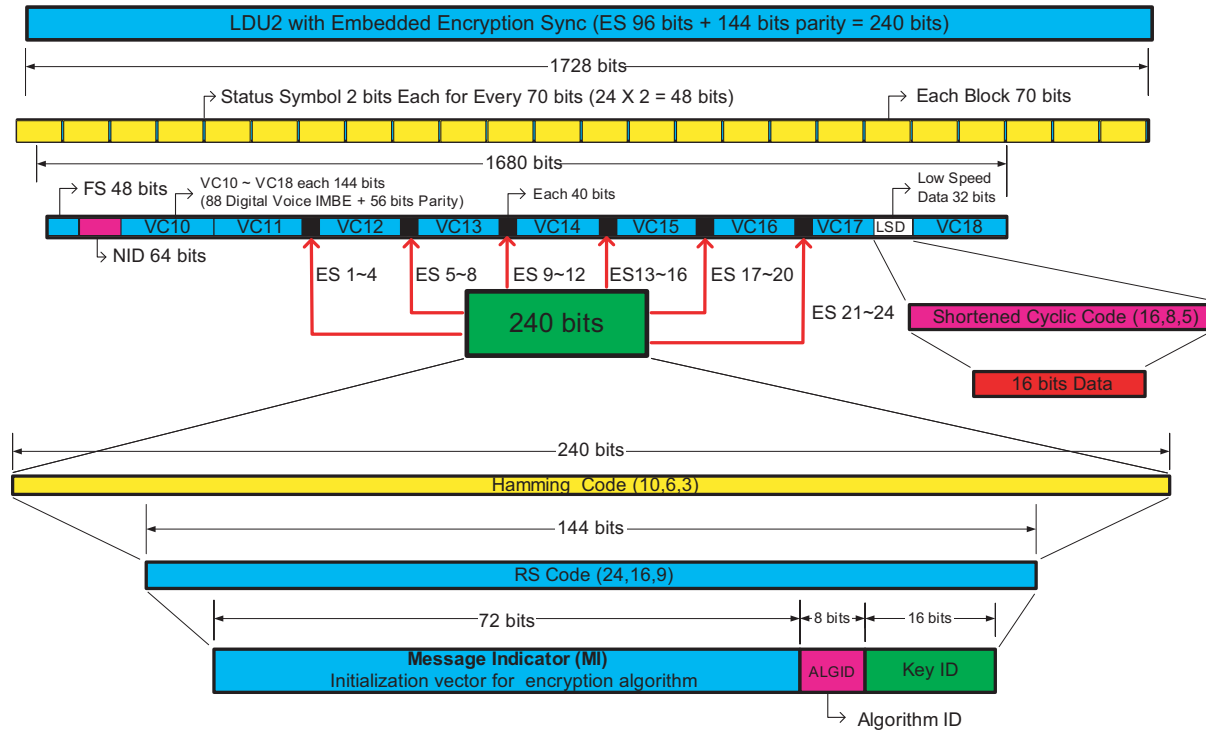 LDU2 with Embedded Encryption Sync (ES 96 bits + 144 bits parity = 240 bits)
1728 bits
Status Symbol 2 bits Each for Every 70 bits (24 X 2 = 48 bits)
Each Block 70 bits
1680 bits
FS 48 bits
VC10 ~ VC18 each 144 bits
(88 Digital Voice IMBE + 56 bits Parity)
Each 40 bits
Low Speed
Data 32 bits
VC10 VC11 VC12 VC13 VC14 VC15 VC16 VC17 LSD VC18
NID 64 bits
ES 1~4 ES 5~8 ES 9~12 ES13~16 ES 17~20
ES 21~24
240 bits
Shortened Cyclic Code (16,8,5)
16 bits Data
240 bits
Hamming Code (10,6,3)
144 bits
RS Code (24,16,9)
72 bits
8 bits
16 bits
Message Indicator (MI)
Initialization vector for encryption algorithm
ALGID
Key ID
Algorithm ID